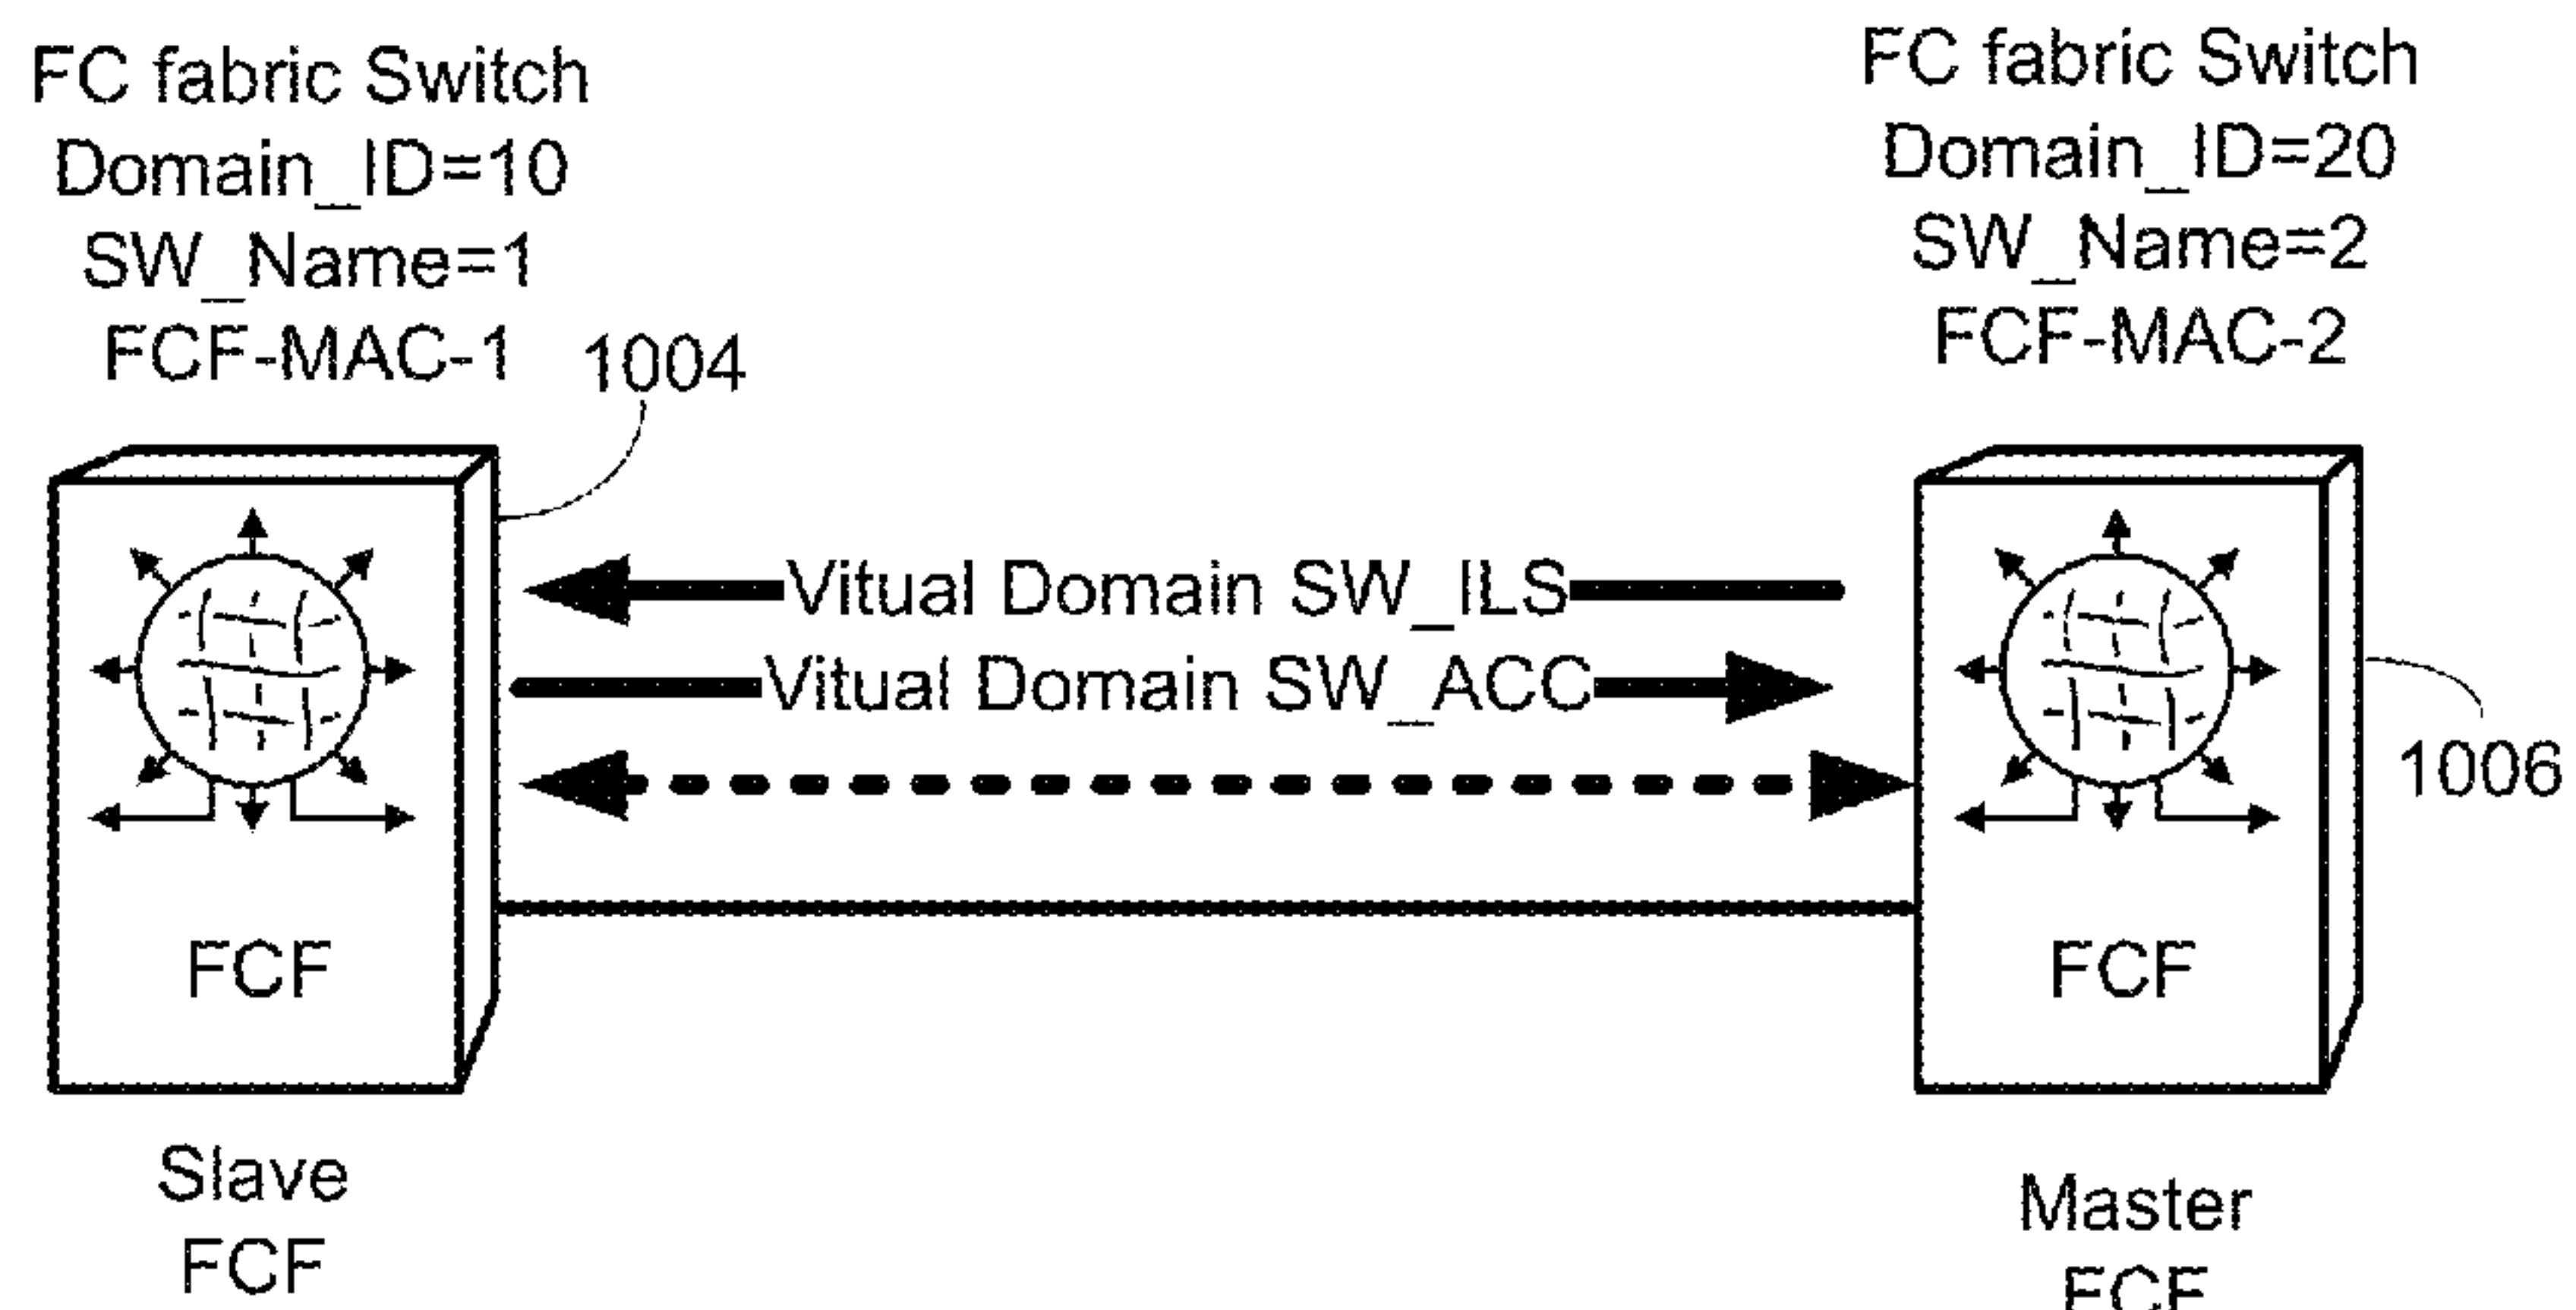 FC fabric Switch
Domain_ID=10
SW_Name=1
FCF-MAC-1
1004
FC fabric Switch
Domain_ID=20
SW_Name=2
FCF-MAC-2
Vitual Domain SW_ILS
Vitual Domain SW_ACC
1006
FCF
FCF
Slave
FCF
Master
FCF